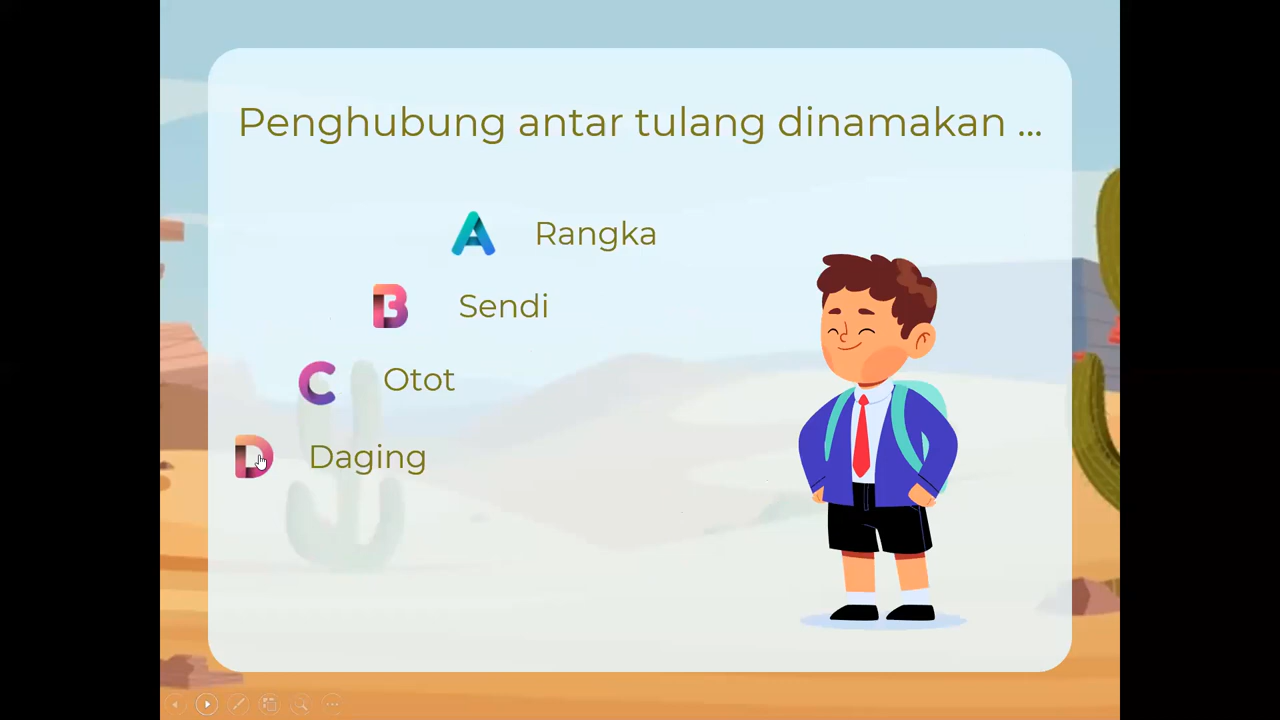 Penghubung antar tulang dinamakan ...
A Rangka
B Sendi
C Otot
D Daging